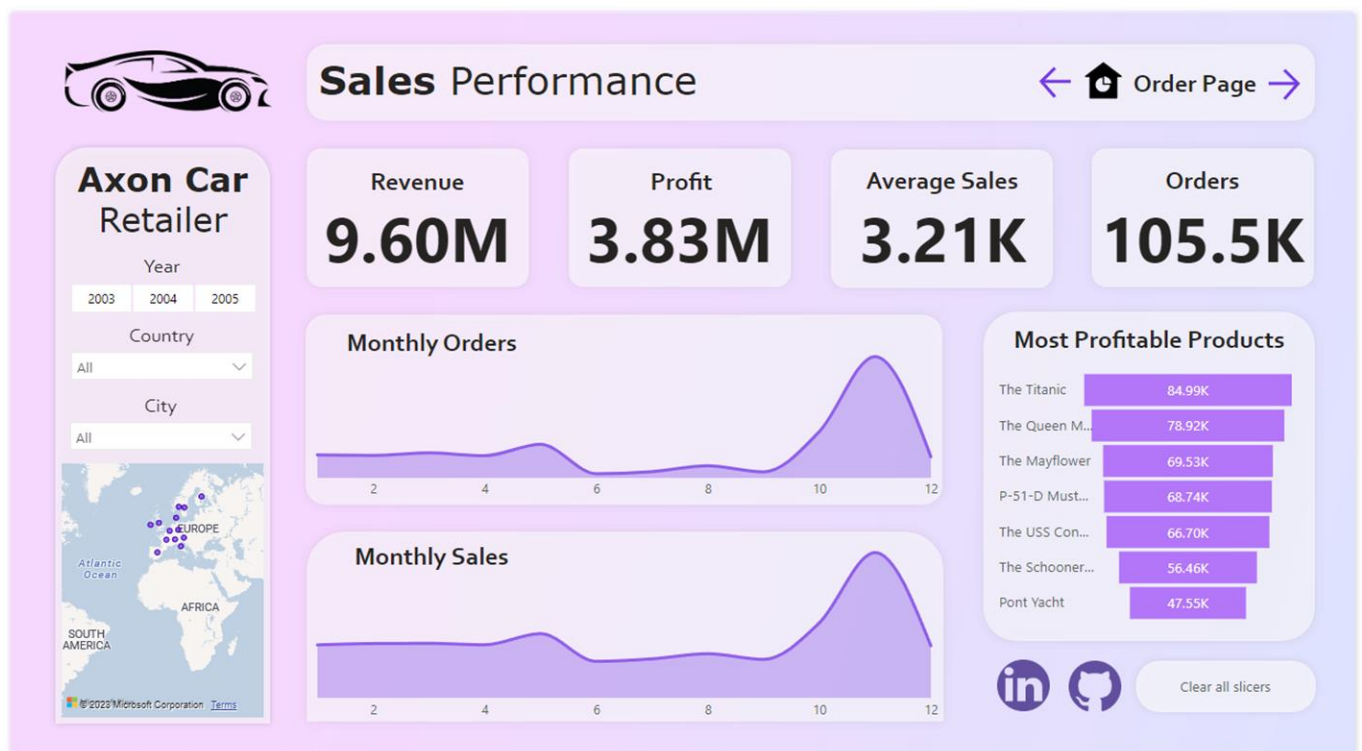 Sales Performance
Order Page
Axon Car
Retailer
Year
2003 2004 2005
Country
All
City
All
EUROPE
Atlantic
Ocean
AFRICA
SOUTH
AMERICA
© 2023 Microsoft Corporation Terms
Revenue
9.60M
Profit
3.83M
Average Sales
3.21K
Orders
105.5K
Monthly Orders
2 4 6 8 10 12
Monthly Sales
2 4 6 8 10 12
Most Profitable Products
The Titanic 84.99K
The Queen M... 78.92K
The Mayflower 69.53K
P-51-D Must... 68.74K
The USS Con... 66.70K
The Schooner... 56.46K
Pont Yacht 47.55K
in
Clear all slicers